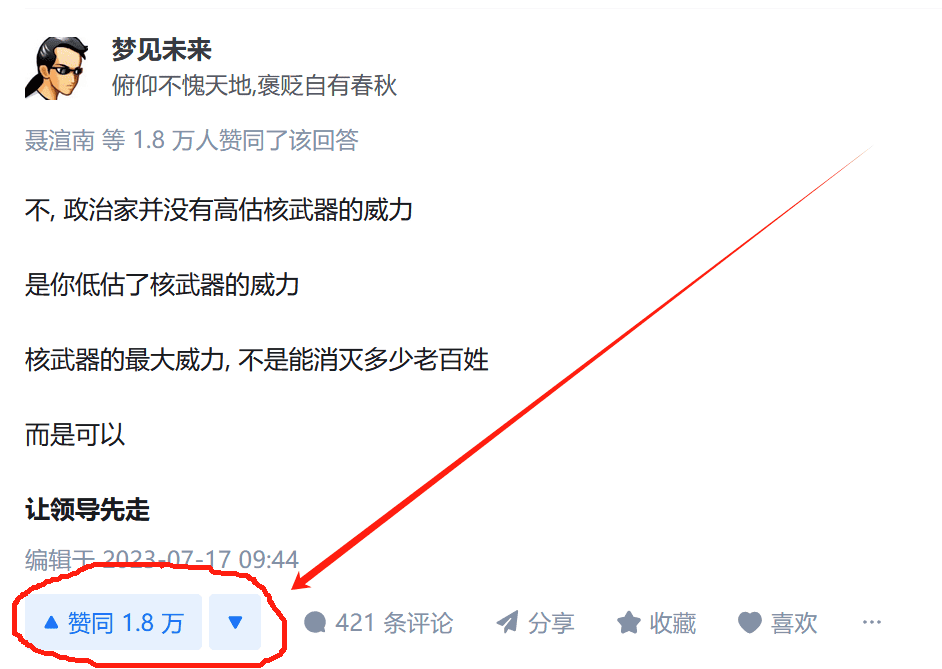 梦见未来
俯仰不愧天地,褒贬自有春秋
聂渲南 等 1.8 万人赞同了该回答
不, 政治家并没有高估核武器的威力
是你低估了核武器的威力
核武器的最大威力, 不是能消灭多少老百姓
而是可以
让领导先走
编辑于 2023-07-17 09:44
赞同 1.8 万 421 条评论 分享 收藏 喜欢